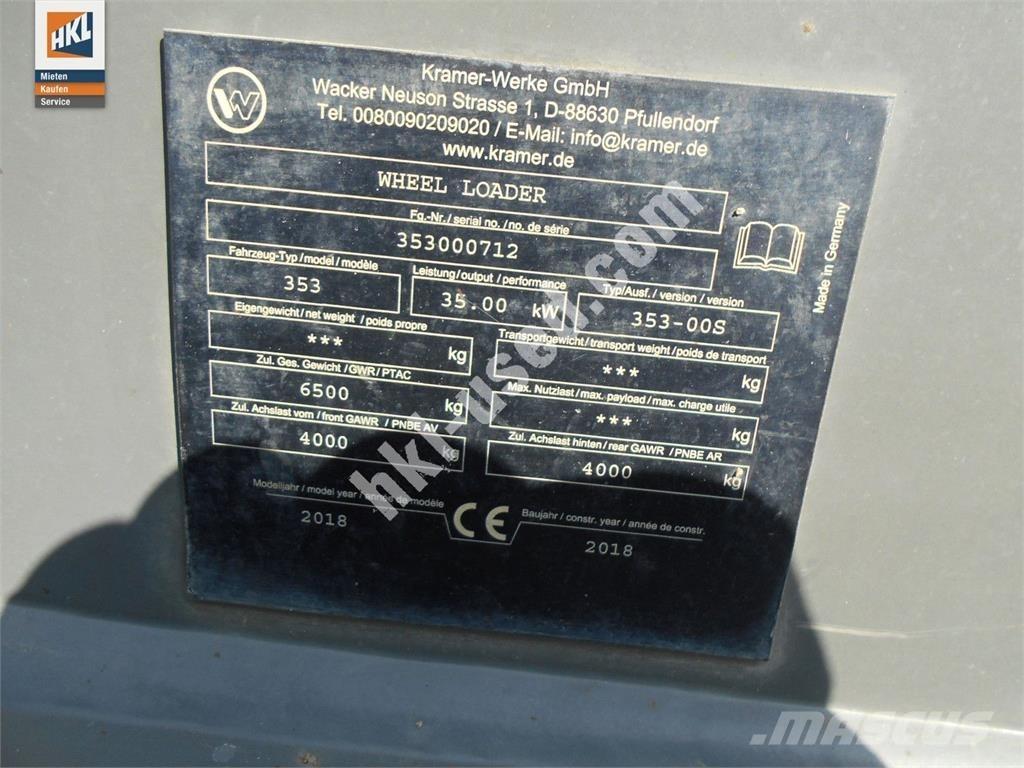 HKL
Mieten
Kaufen
Service
Kramer-Werke GmbH
Wacker Neuson Strasse 1, D-88630 Pfullendorf
Tel. 0080090209020 / E-Mail: info@kramer.de
www.kramer.de
WHEEL LOADER
Fg.-Nr./ serial no./ no. de série
353000712
Fahrzeug-Typ / model / modèle
353
Leistung/output / performance
35.00 kW
Typ/Ausf. / version / version
353-00S
Eigengewicht / net weight / poids propre
*** kg
Transportgewicht / transport weight / poids de transport
*** kg
Zul. Ges. Gewicht / GWR / PTAC
6500 kg
Max. Nutzlast / max. payload / max. charge utile
*** kg
Zul. Achslast vorn / front GAWR / PNBE AV
4000 kg
Zul. Achslast hinten / rear GAWR / PNBE AR
4000 kg
Modelljahr / model year / année de modèle
2018
CE
Baujahr / constr. year / année de constr.
2018
Made in Germany
hkl-used.com
MASCUS